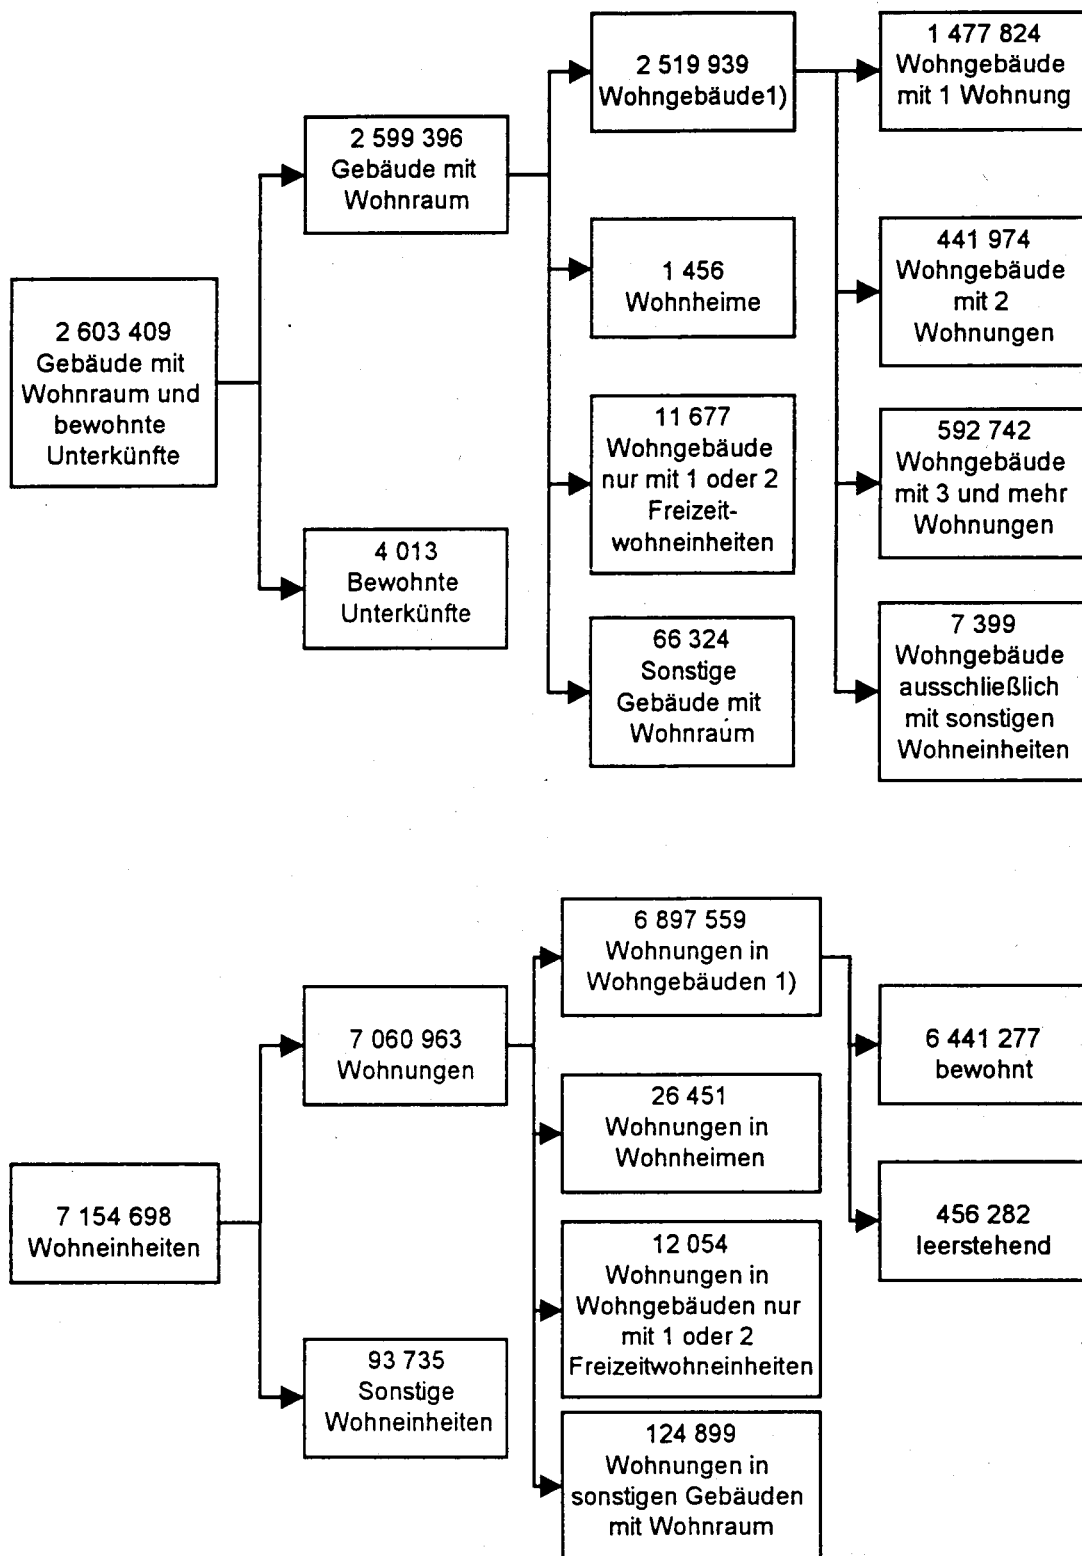 2 603 409
Gebäude mit
Wohnraum und
bewohnte
Unterkünfte
2 599 396
Gebäude mit
Wohnraum
4 013
Bewohnte
Unterkünfte
2 519 939
Wohngebäude1)
1 456
Wohnheime
11 677
Wohngebäude
nur mit 1 oder 2
Freizeit-
wohneinheiten
66 324
Sonstige
Gebäude mit
Wohnraum
1 477 824
Wohngebäude
mit 1 Wohnung
441 974
Wohngebäude
mit 2
Wohnungen
592 742
Wohngebäude
mit 3 und mehr
Wohnungen
7 399
Wohngebäude
ausschließlich
mit sonstigen
Wohneinheiten
7 154 698
Wohneinheiten
7 060 963
Wohnungen
93 735
Sonstige
Wohneinheiten
6 897 559
Wohnungen in
Wohngebäuden 1)
26 451
Wohnungen in
Wohnheimen
12 054
Wohnungen in
Wohngebäuden nur
mit 1 oder 2
Freizeitwohneinheiten
124 899
Wohnungen in
sonstigen Gebäuden
mit Wohnraum
6 441 277
bewohnt
456 282
leerstehend